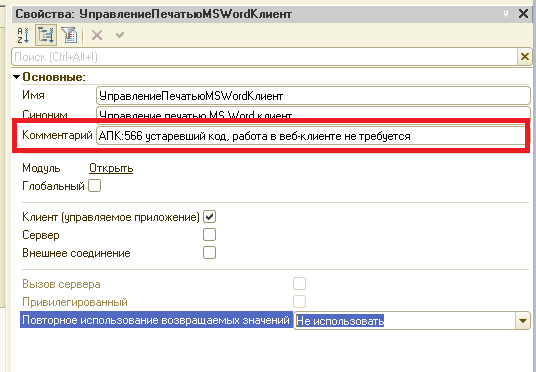 Свойства: УправлениеПечатьюMSWordКлиент
Поиск (Ctrl+Alt+I)
Основные:
Имя УправлениеПечатьюMSWordКлиент
Синоним Управление печатью MS Word клиент
Комментарий АПК:566 устаревший код, работа в веб-клиенте не требуется
Модуль Открыть
Глобальный
Клиент (управляемое приложение)
Сервер
Внешнее соединение
Вызов сервера
Привилегированный
Повторное использование возвращаемых значений Не использовать